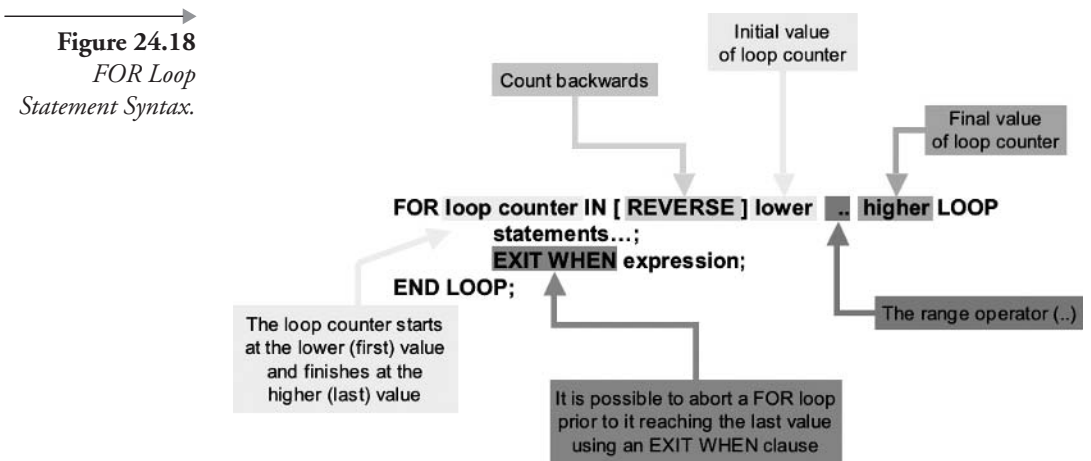 Figure 24.18
FOR Loop
Statement Syntax.
Initial value
of loop counter
Count backwards
Final value
of loop counter
FOR loop counter IN [ REVERSE ] lower .. higher LOOP
statements...;
EXIT WHEN expression;
END LOOP;
The range operator (..)
The loop counter starts
at the lower (first) value
and finishes at the
higher (last) value
It is possible to abort a FOR loop
prior to it reaching the last value
using an EXIT WHEN clause